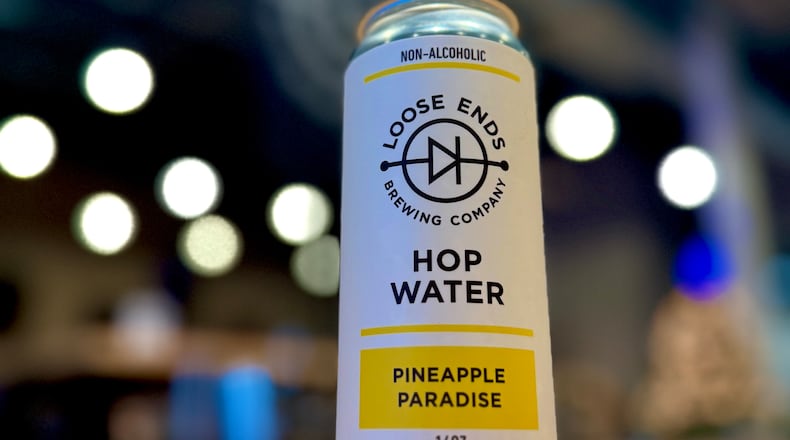 NON-ALCOHOLIC
LOOSE ENDS
BREWING COMPANY
HOP
WATER
PINEAPPLE
PARADISE